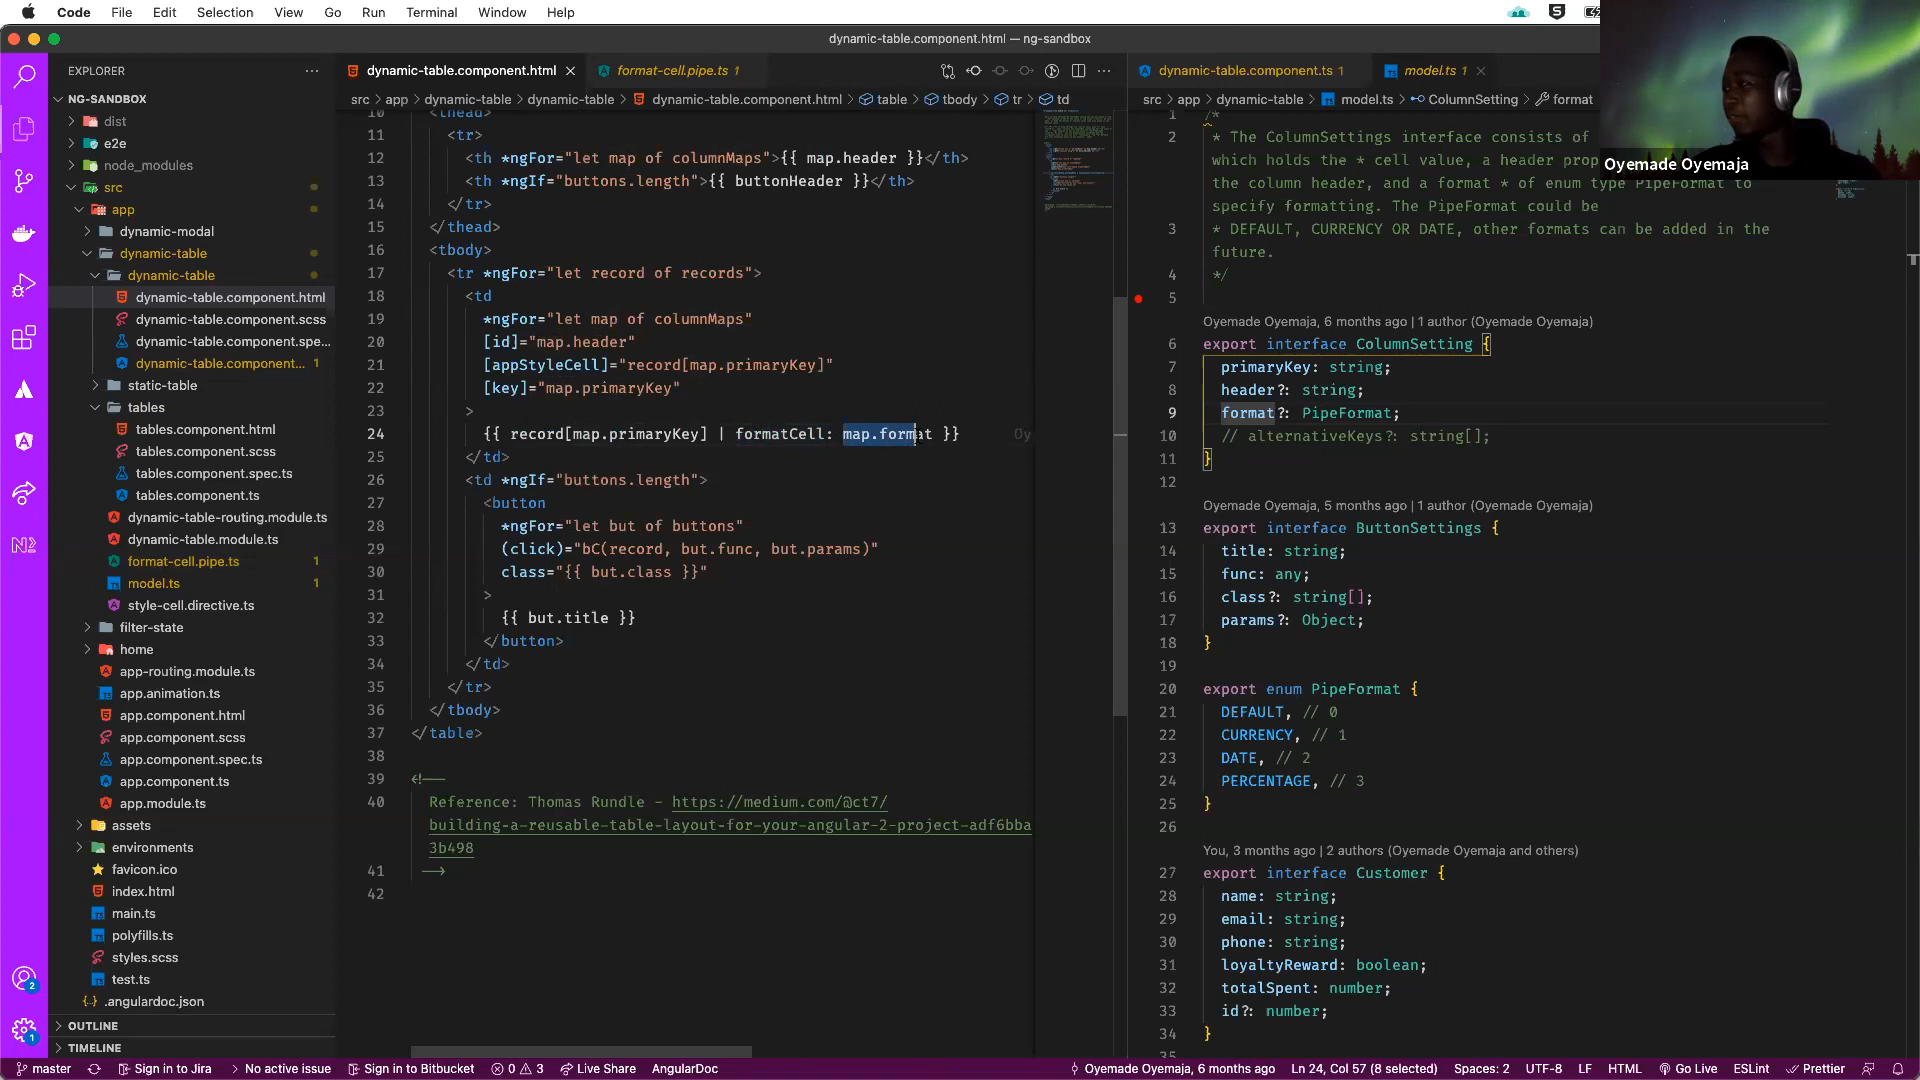 Code File Edit Selection View Go Run Terminal Window Help
dynamic-table.component.html — ng-sandbox
Oyemade Oyemaja
EXPLORER
NG-SANDBOX
dist
e2e
node_modules
src
app
dynamic-modal
dynamic-table
dynamic-table
dynamic-table.component.html
dynamic-table.component.scss
dynamic-table.component.spe...
dynamic-table.component... 1
static-table
tables
tables.component.html
tables.component.scss
tables.component.spec.ts
tables.component.ts
dynamic-table-routing.module.ts
dynamic-table.module.ts
format-cell.pipe.ts 1
model.ts 1
style-cell.directive.ts
filter-state
home
app-routing.module.ts
app.animation.ts
app.component.html
app.component.scss
app.component.spec.ts
app.component.ts
app.module.ts
assets
environments
favicon.ico
index.html
main.ts
polyfills.ts
styles.scss
test.ts
.angulardoc.json
OUTLINE
TIMELINE
2
1
dynamic-table.component.html format-cell.pipe.ts 1
src > app > dynamic-table > dynamic-table > dynamic-table.component.html > table > tbody > tr > td
10 <thead>
11 <tr>
12 <th *ngFor="let map of columnMaps">{{ map.header }}</th>
13 <th *ngIf="buttons.length">{{ buttonHeader }}</th>
14 </tr>
15 </thead>
16 <tbody>
17 <tr *ngFor="let record of records">
18 <td
19 *ngFor="let map of columnMaps"
20 [id]="map.header"
21 [appStyleCell]="record[map.primaryKey]"
22 [key]="map.primaryKey"
23 >
24 {{ record[map.primaryKey] | formatCell: map.format }} Oy
25 </td>
26 <td *ngIf="buttons.length">
27 <button
28 *ngFor="let but of buttons"
29 (click)="bC(record, but.func, but.params)"
30 class="{{ but.class }}"
31 >
32 {{ but.title }}
33 </button>
34 </td>
35 </tr>
36 </tbody>
37 </table>
38
39 <!--
40 Reference: Thomas Rundle - https://medium.com/@ct7/
building-a-reusable-table-layout-for-your-angular-2-project-adf6bba
3b498
41 -->
42
dynamic-table.component.ts 1 model.ts 1
src > app > dynamic-table > model.ts > ColumnSetting > format
1 /*
2 * The ColumnSettings interface consists of
which holds the * cell value, a header prop
the column header, and a format * of enum type PipeFormat to
specify formatting. The PipeFormat could be
3 * DEFAULT, CURRENCY OR DATE, other formats can be added in the
future.
4 */
5
Oyemade Oyemaja, 6 months ago | 1 author (Oyemade Oyemaja)
6 export interface ColumnSetting {
7 primaryKey: string;
8 header?: string;
9 format?: PipeFormat;
10 // alternativeKeys?: string[];
11 }
12
Oyemade Oyemaja, 5 months ago | 1 author (Oyemade Oyemaja)
13 export interface ButtonSettings {
14 title: string;
15 func: any;
16 class?: string[];
17 params?: Object;
18 }
19
20 export enum PipeFormat {
21 DEFAULT, // 0
22 CURRENCY, // 1
23 DATE, // 2
24 PERCENTAGE, // 3
25 }
26
You, 3 months ago | 2 authors (Oyemade Oyemaja and others)
27 export interface Customer {
28 name: string;
29 email: string;
30 phone: string;
31 loyaltyReward: boolean;
32 totalSpent: number;
33 id?: number;
34 }
35
master Sign in to Jira No active issue Sign in to Bitbucket 0 3 Live Share AngularDoc Oyemade Oyemaja, 6 months ago Ln 24, Col 57 (8 selected) Spaces: 2 UTF-8 LF HTML Go Live ESLint Prettier